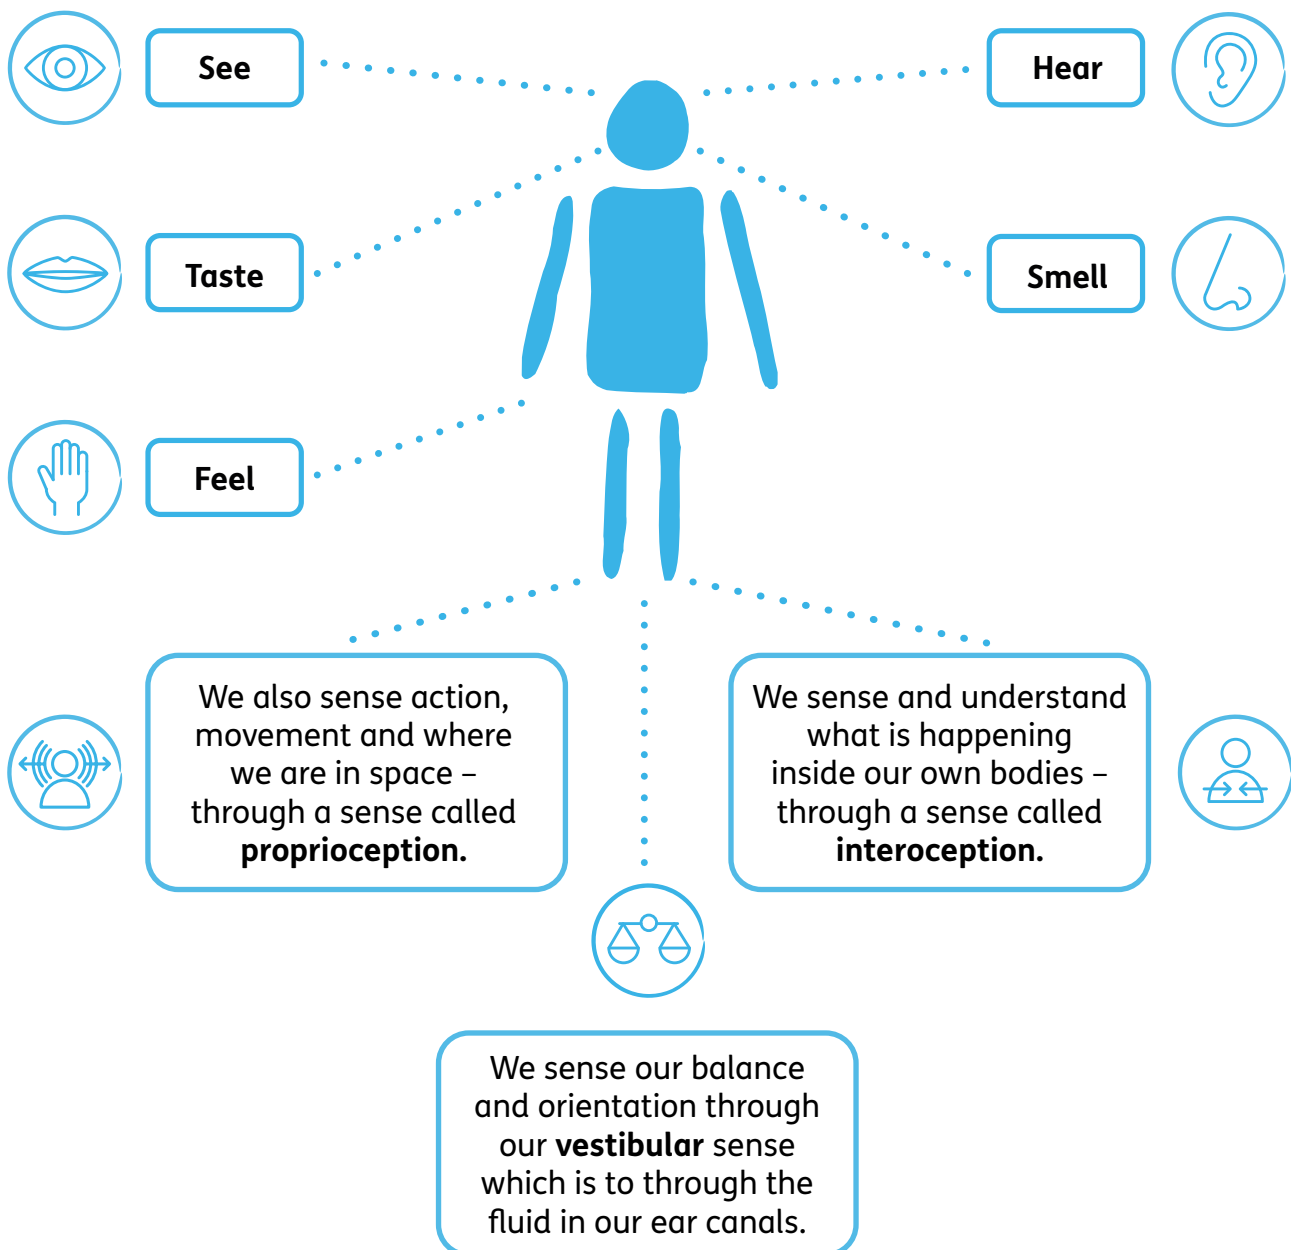 See
Hear
Taste
Smell
Feel
We also sense action,
movement and where
we are in space –
through a sense called
proprioception.
We sense and understand
what is happening
inside our own bodies –
through a sense called
interoception.
We sense our balance
and orientation through
our vestibular sense
which is to through the
fluid in our ear canals.